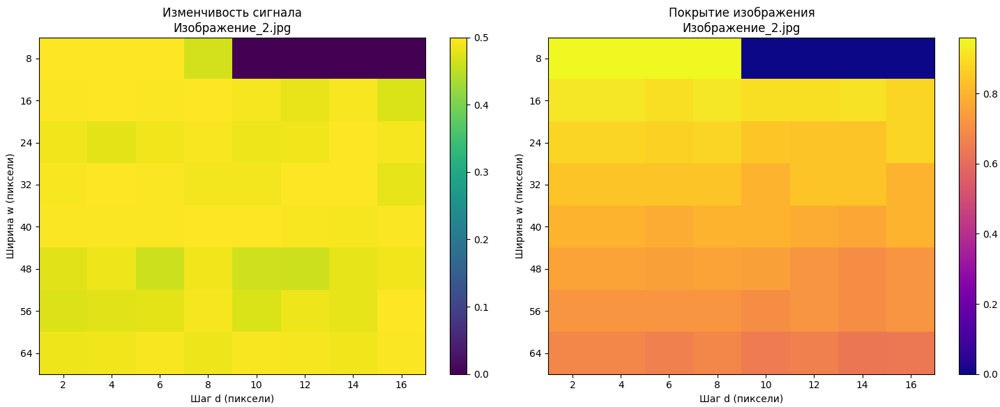 Изменчивость сигнала
Изображение_2.jpg
Ширина w (пиксели)
8
16
24
32
40
48
56
64
2 4 6 8 10 12 14 16
Шаг d (пиксели)
0.5
0.4
0.3
0.2
0.1
0.0
Покрытие изображения
Изображение_2.jpg
Ширина w (пиксели)
8
16
24
32
40
48
56
64
2 4 6 8 10 12 14 16
Шаг d (пиксели)
0.8
0.6
0.4
0.2
0.0